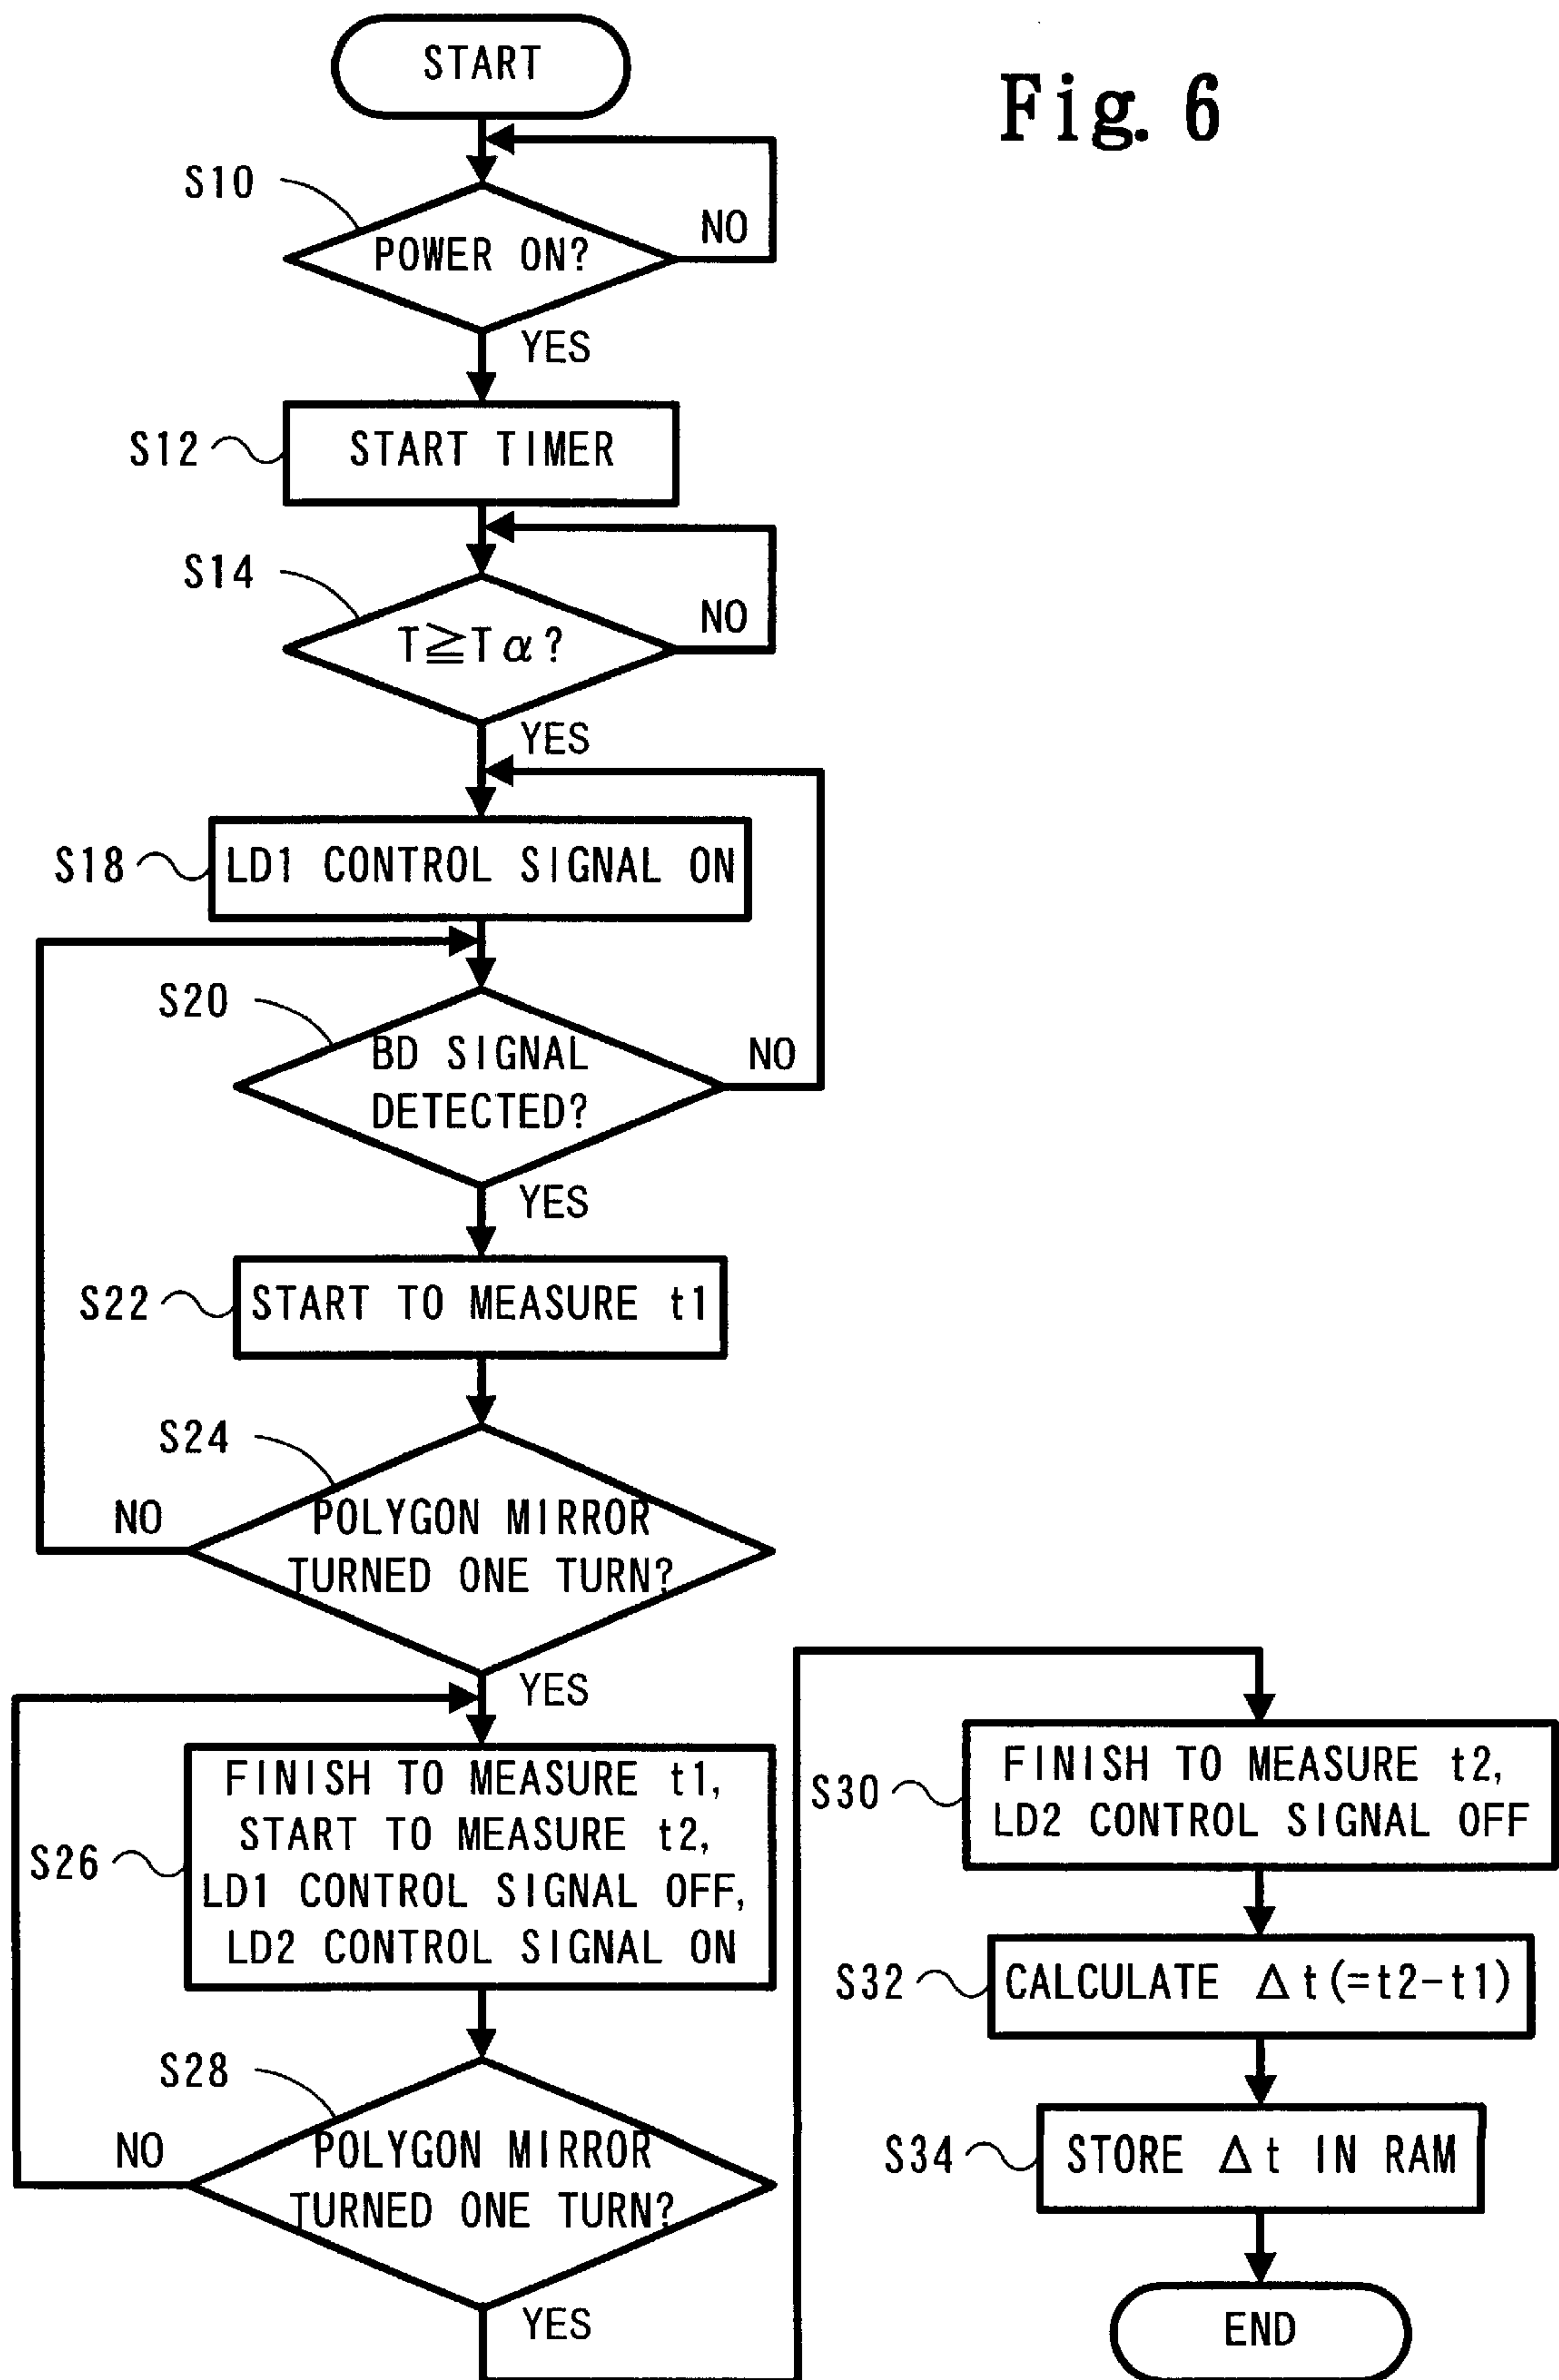 Fig. 6
START
S10
POWER ON?
NO
YES
S12
START TIMER
S14
T≧Tα?
NO
YES
S18
LD1 CONTROL SIGNAL ON
S20
BD SIGNAL
DETECTED?
NO
YES
S22
START TO MEASURE t1
S24
POLYGON MIRROR
TURNED ONE TURN?
NO
YES
S26
FINISH TO MEASURE t1,
START TO MEASURE t2,
LD1 CONTROL SIGNAL OFF,
LD2 CONTROL SIGNAL ON
S28
POLYGON MIRROR
TURNED ONE TURN?
NO
YES
S30
FINISH TO MEASURE t2,
LD2 CONTROL SIGNAL OFF
S32
CALCULATE Δt(=t2-t1)
S34
STORE Δt IN RAM
END